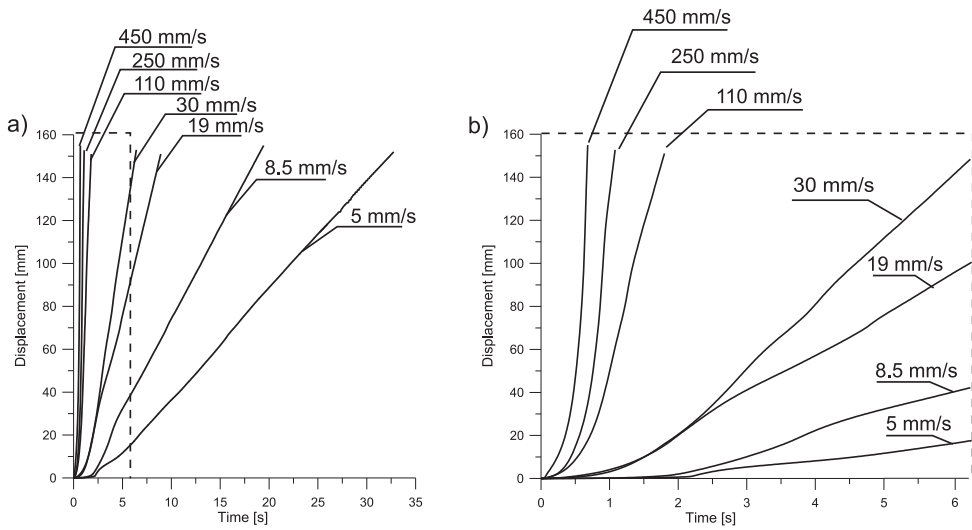 a)
450 mm/s
250 mm/s
110 mm/s
30 mm/s
19 mm/s
8.5 mm/s
5 mm/s
Displacement [mm]
160
140
120
100
80
60
40
20
0
0 5 10 15 20 25 30 35
Time [s]
b)
450 mm/s
250 mm/s
110 mm/s
30 mm/s
19 mm/s
8.5 mm/s
5 mm/s
Displacement [mm]
160
140
120
100
80
60
40
20
0
0 1 2 3 4 5 6
Time [s]